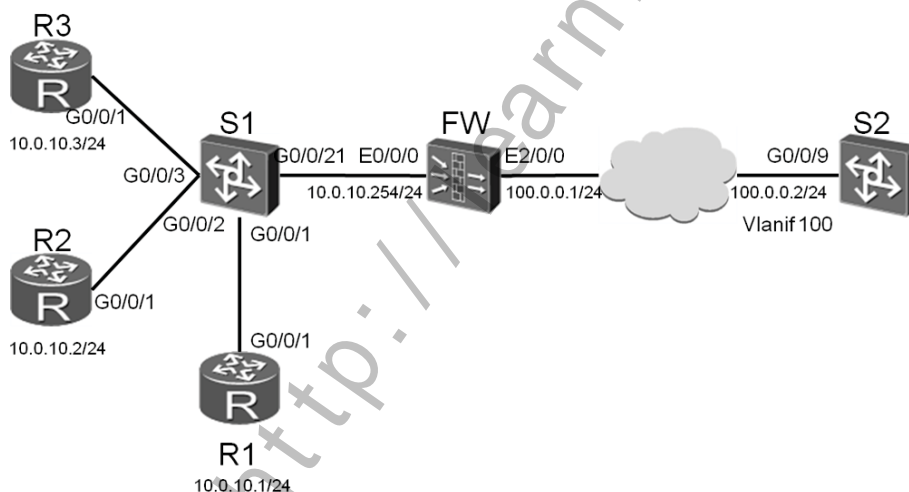 R3
R
G0/0/1
10.0.10.3/24
S1
FW
S2
G0/0/3
G0/0/21
E0/0/0
E2/0/0
G0/0/9
10.0.10.254/24
100.0.0.1/24
100.0.0.2/24
Vlanif 100
G0/0/2
G0/0/1
R2
R
G0/0/1
10.0.10.2/24
G0/0/1
R
R1
10.0.10.1/24
http://learn